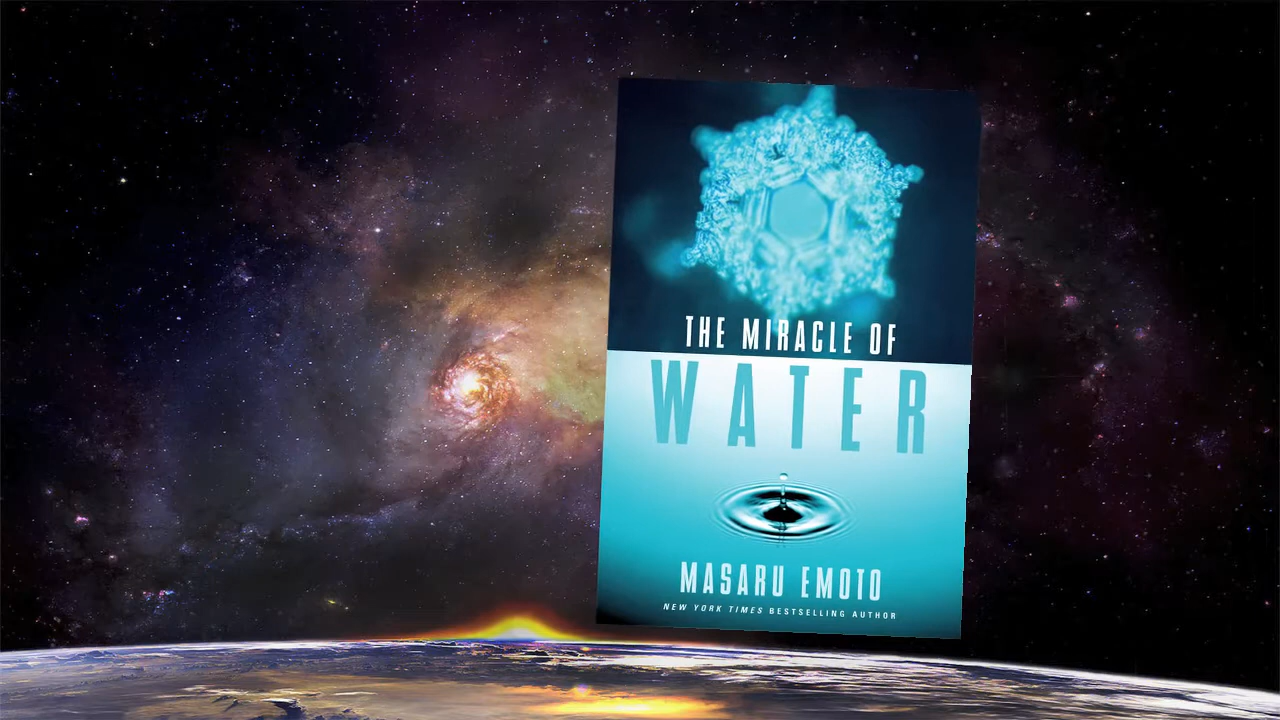 THE MIRACLE OF
WATER
MASARU EMOTO
NEW YORK TIMES BESTSELLING AUTHOR